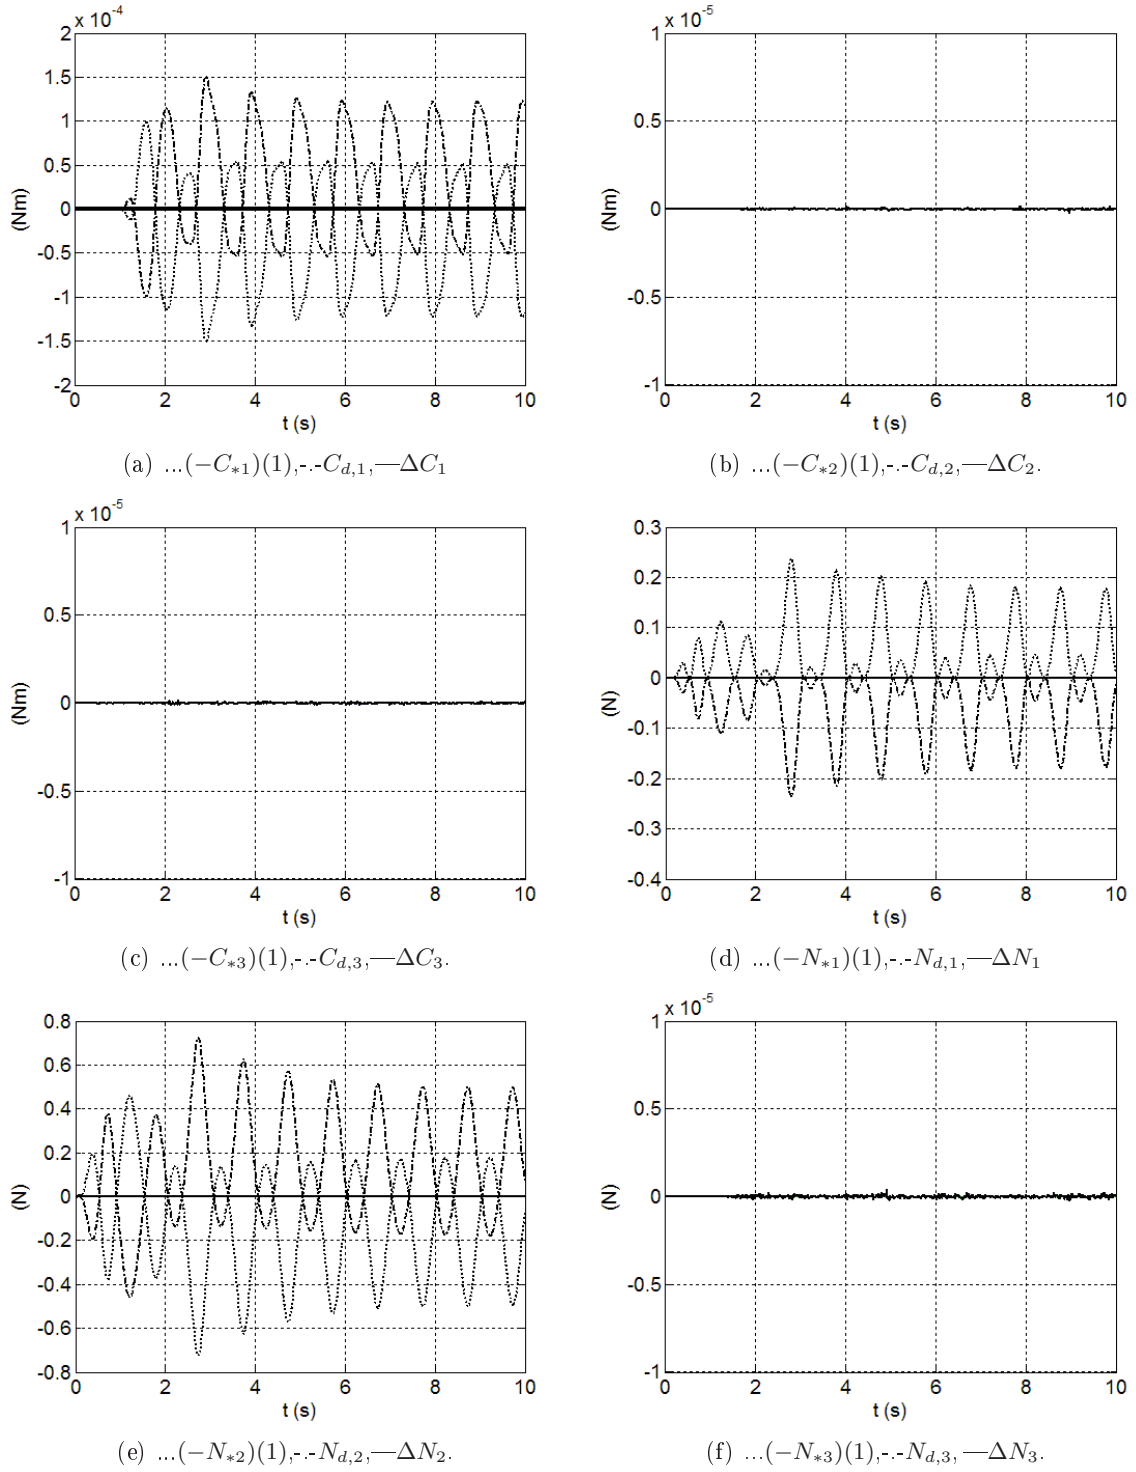 x 10⁻⁴
2
1.5
1
0.5
0
-0.5
-1
-1.5
-2
(Nm)
0 2 4 6 8 10
t (s)
(a) ...(−C∗1)(1),-.-C_{d,1},—ΔC₁
x 10⁻⁵
1
0.5
0
-0.5
-1
(Nm)
0 2 4 6 8 10
t (s)
(b) ...(−C∗2)(1),-.-C_{d,2},—ΔC₂.
x 10⁻⁵
1
0.5
0
-0.5
-1
(Nm)
0 2 4 6 8 10
t (s)
(c) ...(−C∗3)(1),-.-C_{d,3},—ΔC₃.
0.3
0.2
0.1
0
-0.1
-0.2
-0.3
-0.4
(N)
0 2 4 6 8 10
t (s)
(d) ...(−N∗1)(1),-.-N_{d,1},—ΔN₁
0.8
0.6
0.4
0.2
0
-0.2
-0.4
-0.6
-0.8
(N)
0 2 4 6 8 10
t (s)
(e) ...(−N∗2)(1),-.-N_{d,2},—ΔN₂.
x 10⁻⁵
1
0.5
0
-0.5
-1
(N)
0 2 4 6 8 10
t (s)
(f) ...(−N∗3)(1),-.-N_{d,3}, —ΔN₃.